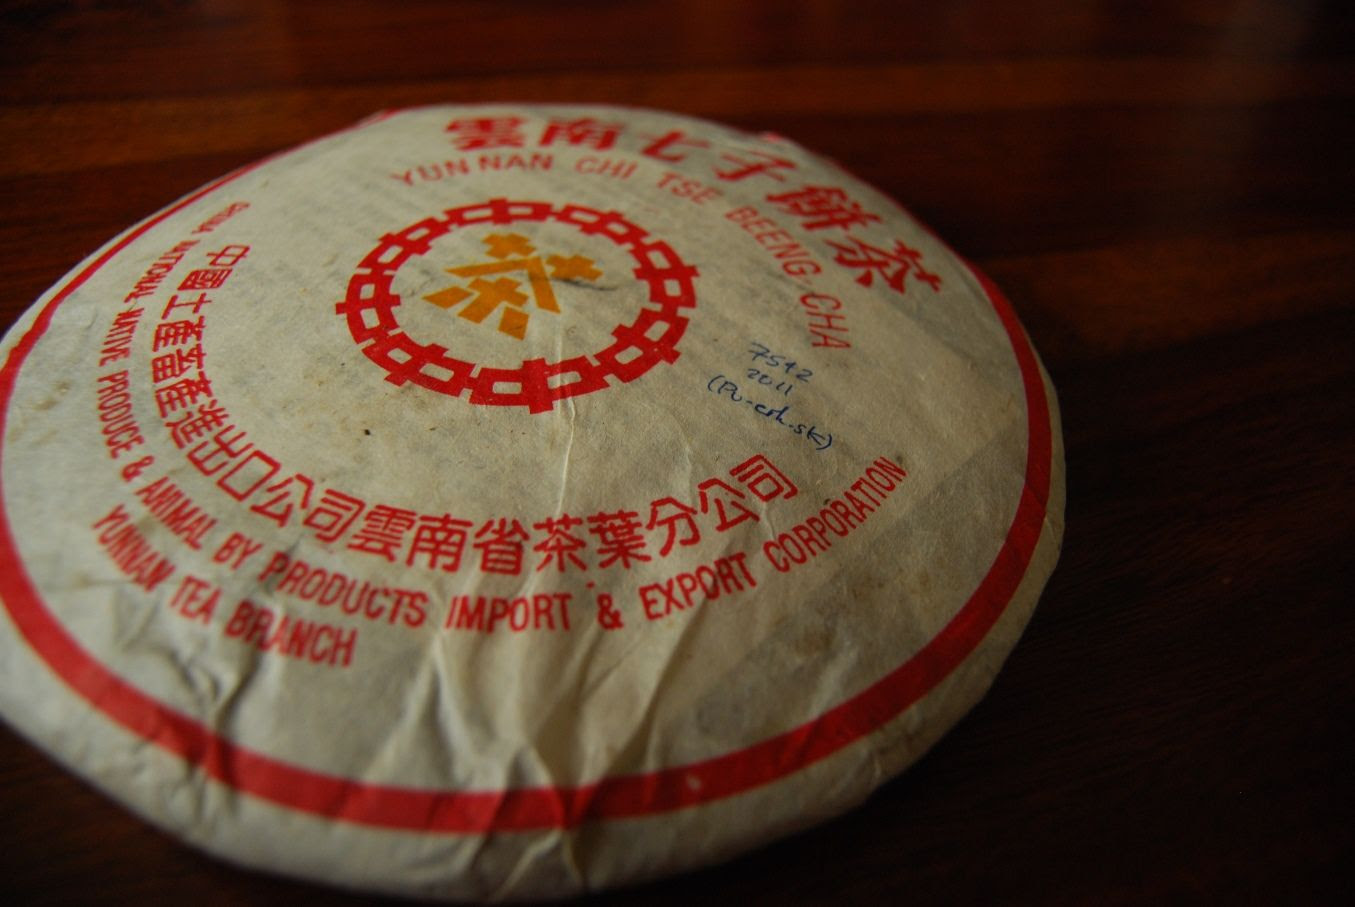 雲南七子餅茶
YUNNAN CHI TSE BEENG CHA
茶
7542
2011
(Pu-erh.sk)
中國土產畜產進出口公司雲南省茶葉分公司
CHINA NATIONAL NATIVE PRODUCE & ANIMAL BY PRODUCTS IMPORT & EXPORT CORPORATION
YUNNAN TEA BRANCH